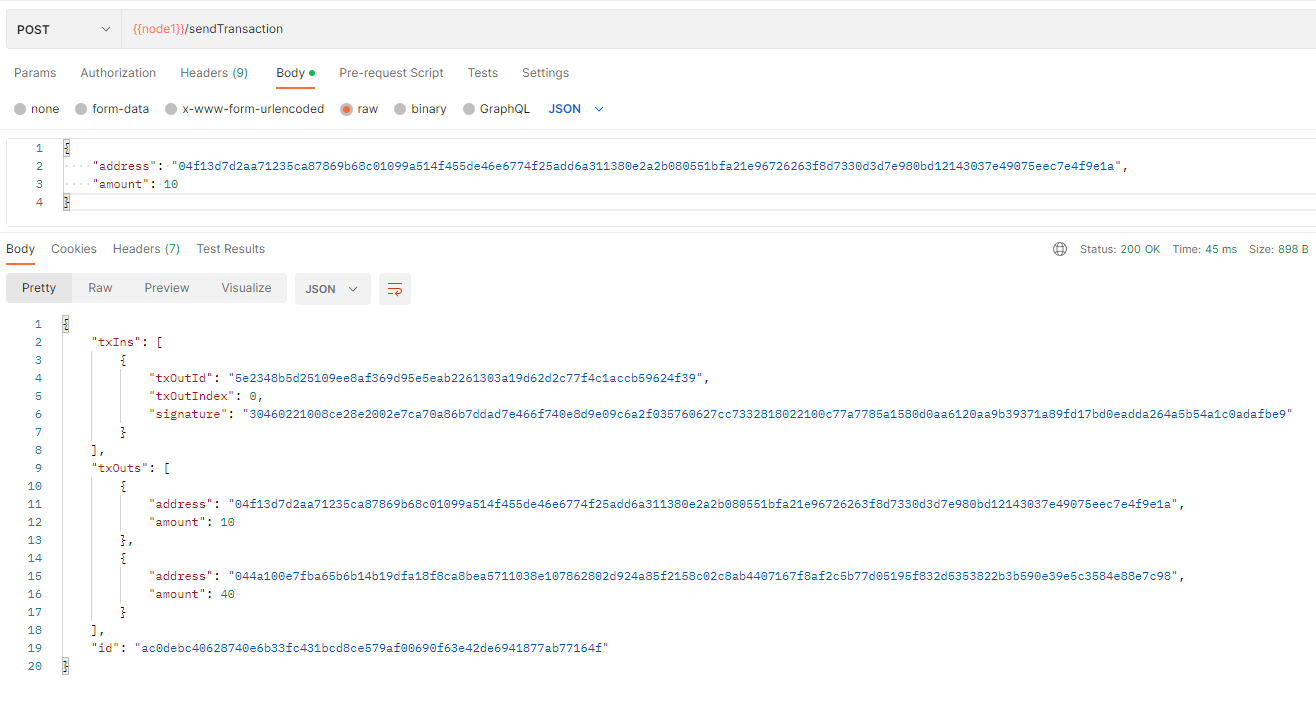 POST {{node1}}/sendTransaction
Params Authorization Headers (9) Body Pre-request Script Tests Settings
none form-data x-www-form-urlencoded raw binary GraphQL JSON
1 {
2 "address": "04f13d7d2aa71235ca87869b68c01099a514f455de46e6774f25add6a311380e2a2b080551bfa21e96726263f8d7330d3d7e980bd12143037e49075eec7e4f9e1a",
3 "amount": 10
4 }
Body Cookies Headers (7) Test Results Status: 200 OK Time: 45 ms Size: 898 B
Pretty Raw Preview Visualize JSON
1 {
2 "txIns": [
3 {
4 "txOutId": "5e2348b5d25109ee8af369d95e5eab2261303a19d62d2c77f4c1accb59624f39",
5 "txOutIndex": 0,
6 "signature": "30460221008ce28e2002e7ca70a86b7ddad7e466f740e8d9e09c6a2f035760627cc7332818022100c77a7785a1580d0aa6120aa9b39371a89fd17bd0eadda264a5b54a1c0adafbe9"
7 }
8 ],
9 "txOuts": [
10 {
11 "address": "04f13d7d2aa71235ca87869b68c01099a514f455de46e6774f25add6a311380e2a2b080551bfa21e96726263f8d7330d3d7e980bd12143037e49075eec7e4f9e1a",
12 "amount": 10
13 },
14 {
15 "address": "044a100e7fba65b6b14b19dfa18f8ca8bea5711038e107862802d924a85f2158c02c8ab4407167f8af2c5b77d05195f832d5353822b3b590e39e5c3584e88e7c98",
16 "amount": 40
17 }
18 ],
19 "id": "ac0debc40628740e6b33fc431bcd8ce579af00690f63e42de6941877ab77164f"
20 }